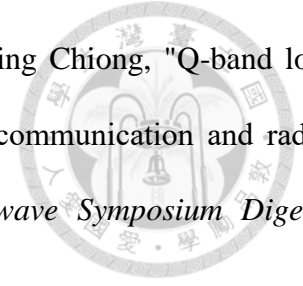 ing Chiong, "Q-band lo
communication and rad
wave Symposium Dige